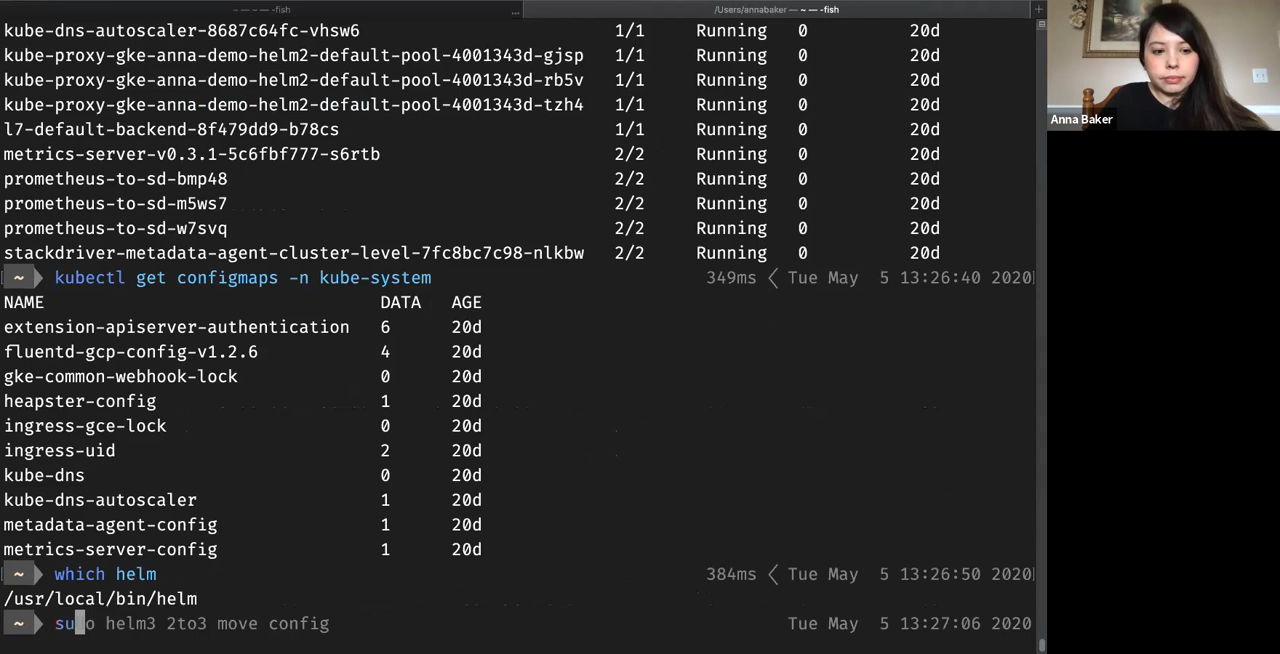 ~ — ~ — -fish
/Users/annabaker — ~ — -fish
kube-dns-autoscaler-8687c64fc-vhsw6 1/1 Running 0 20d
kube-proxy-gke-anna-demo-helm2-default-pool-4001343d-gjsp 1/1 Running 0 20d
kube-proxy-gke-anna-demo-helm2-default-pool-4001343d-rb5v 1/1 Running 0 20d
kube-proxy-gke-anna-demo-helm2-default-pool-4001343d-tzh4 1/1 Running 0 20d
l7-default-backend-8f479dd9-b78cs 1/1 Running 0 20d
metrics-server-v0.3.1-5c6fbf777-s6rtb 2/2 Running 0 20d
prometheus-to-sd-bmp48 2/2 Running 0 20d
prometheus-to-sd-m5ws7 2/2 Running 0 20d
prometheus-to-sd-w7svq 2/2 Running 0 20d
stackdriver-metadata-agent-cluster-level-7fc8bc7c98-nlkbw 2/2 Running 0 20d
~ kubectl get configmaps -n kube-system 349ms < Tue May 5 13:26:40 2020
NAME DATA AGE
extension-apiserver-authentication 6 20d
fluentd-gcp-config-v1.2.6 4 20d
gke-common-webhook-lock 0 20d
heapster-config 1 20d
ingress-gce-lock 0 20d
ingress-uid 2 20d
kube-dns 0 20d
kube-dns-autoscaler 1 20d
metadata-agent-config 1 20d
metrics-server-config 1 20d
~ which helm 384ms < Tue May 5 13:26:50 2020
/usr/local/bin/helm
~ sudo helm3 2to3 move config Tue May 5 13:27:06 2020
Anna Baker